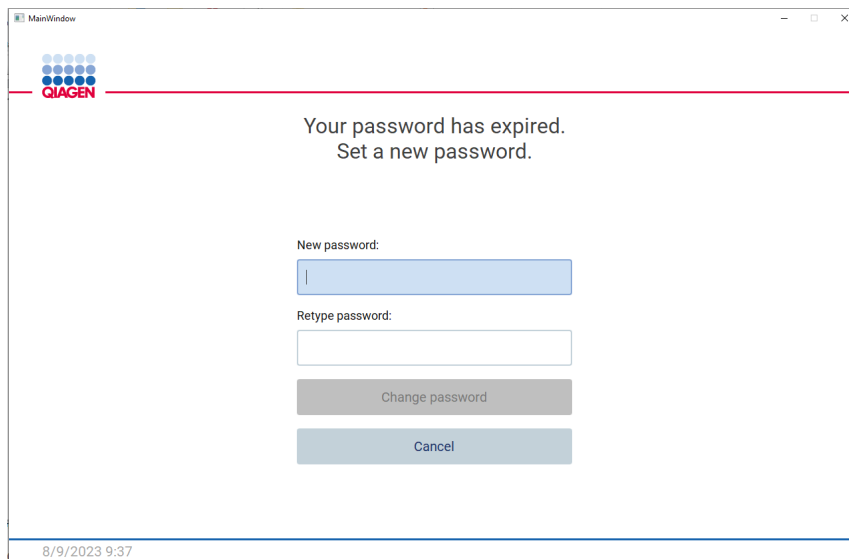 MainWindow
QIAGEN
Your password has expired.
Set a new password.
New password:
Retype password:
Change password
Cancel
8/9/2023 9:37